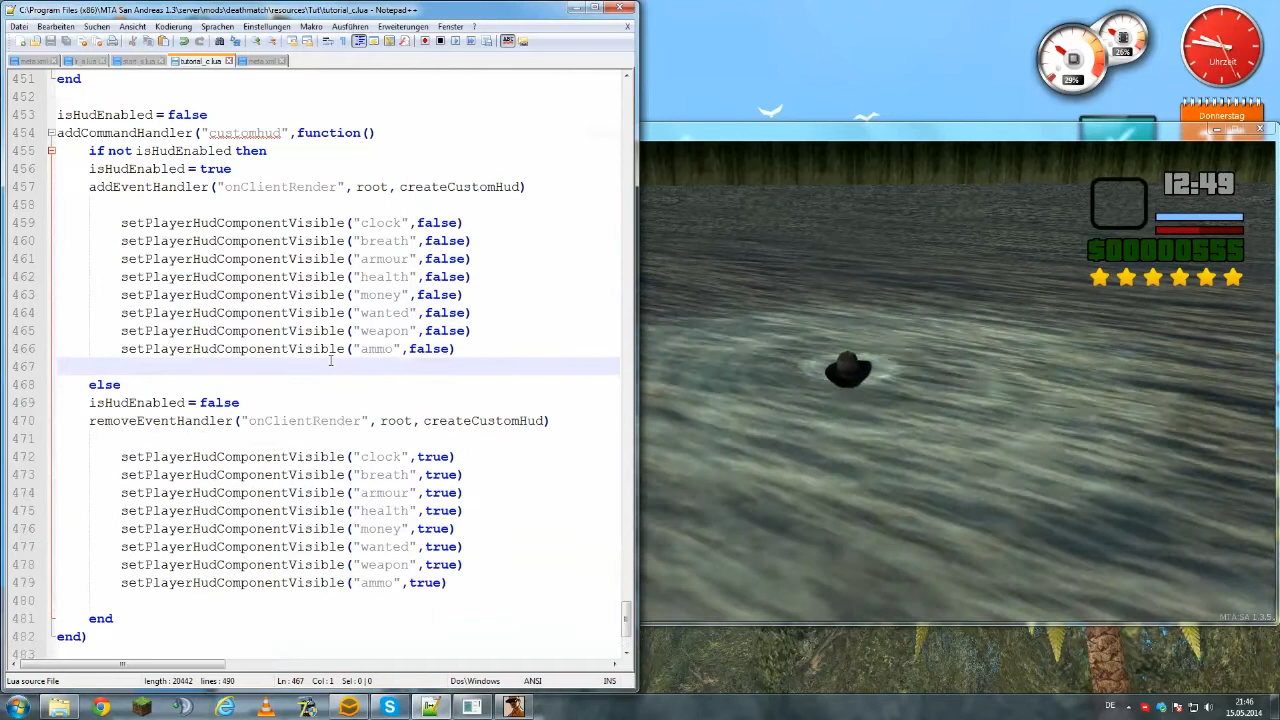 C:\Program Files (x86)\MTA San Andreas 1.3\server\mods\deathmatch\resources\Tut\tutorial_c.lua - Notepad++
Datei Bearbeiten Suchen Ansicht Kodierung Sprachen Einstellungen Makro Ausführen Erweiterungen Fenster ? X
meta.xml tutorial_c.lua meta.xml
451 end
452
453 isHudEnabled = false
454 addCommandHandler("customhud",function()
455 if not isHudEnabled then
456 isHudEnabled = true
457 addEventHandler("onClientRender", root, createCustomHud)
458
459 setPlayerHudComponentVisible("clock",false)
460 setPlayerHudComponentVisible("breath",false)
461 setPlayerHudComponentVisible("armour",false)
462 setPlayerHudComponentVisible("health",false)
463 setPlayerHudComponentVisible("money",false)
464 setPlayerHudComponentVisible("wanted",false)
465 setPlayerHudComponentVisible("weapon",false)
466 setPlayerHudComponentVisible("ammo",false)
467
468 else
469 isHudEnabled = false
470 removeEventHandler("onClientRender", root, createCustomHud)
471
472 setPlayerHudComponentVisible("clock",true)
473 setPlayerHudComponentVisible("breath",true)
474 setPlayerHudComponentVisible("armour",true)
475 setPlayerHudComponentVisible("health",true)
476 setPlayerHudComponentVisible("money",true)
477 setPlayerHudComponentVisible("wanted",true)
478 setPlayerHudComponentVisible("weapon",true)
479 setPlayerHudComponentVisible("ammo",true)
480
481 end
482 end)
483
Lua source File length : 20442 lines : 490 Ln : 467 Col : 1 Sel : 0 | 0 Dos\Windows ANSI INS
29%
26%
Uhrzeit
Donnerstag
12:49
$00000555
MTA:SA 1.3.5
DE
21:46
15.05.2014